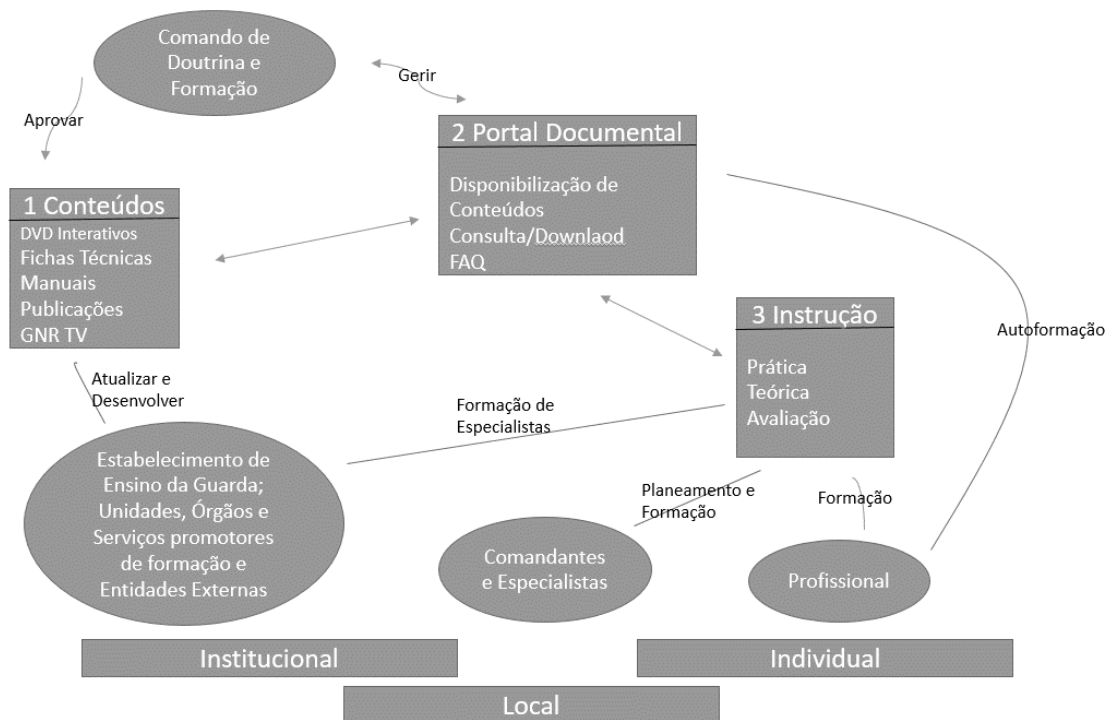 Comando de
Doutrina e
Formação
Gerir
Aprovar
2 Portal Documental
Disponibilização de
Conteúdos
Consulta/Downlaod
FAQ
1 Conteúdos
DVD Interativos
Fichas Técnicas
Manuais
Publicações
GNR TV
3 Instrução
Prática
Teórica
Avaliação
Autoformação
Atualizar e
Desenvolver
Formação de
Especialistas
Estabelecimento de
Ensino da Guarda;
Unidades, Órgãos e
Serviços promotores
de formação e
Entidades Externas
Planeamento e
Formação
Formação
Comandantes
e Especialistas
Profissional
Institucional
Individual
Local